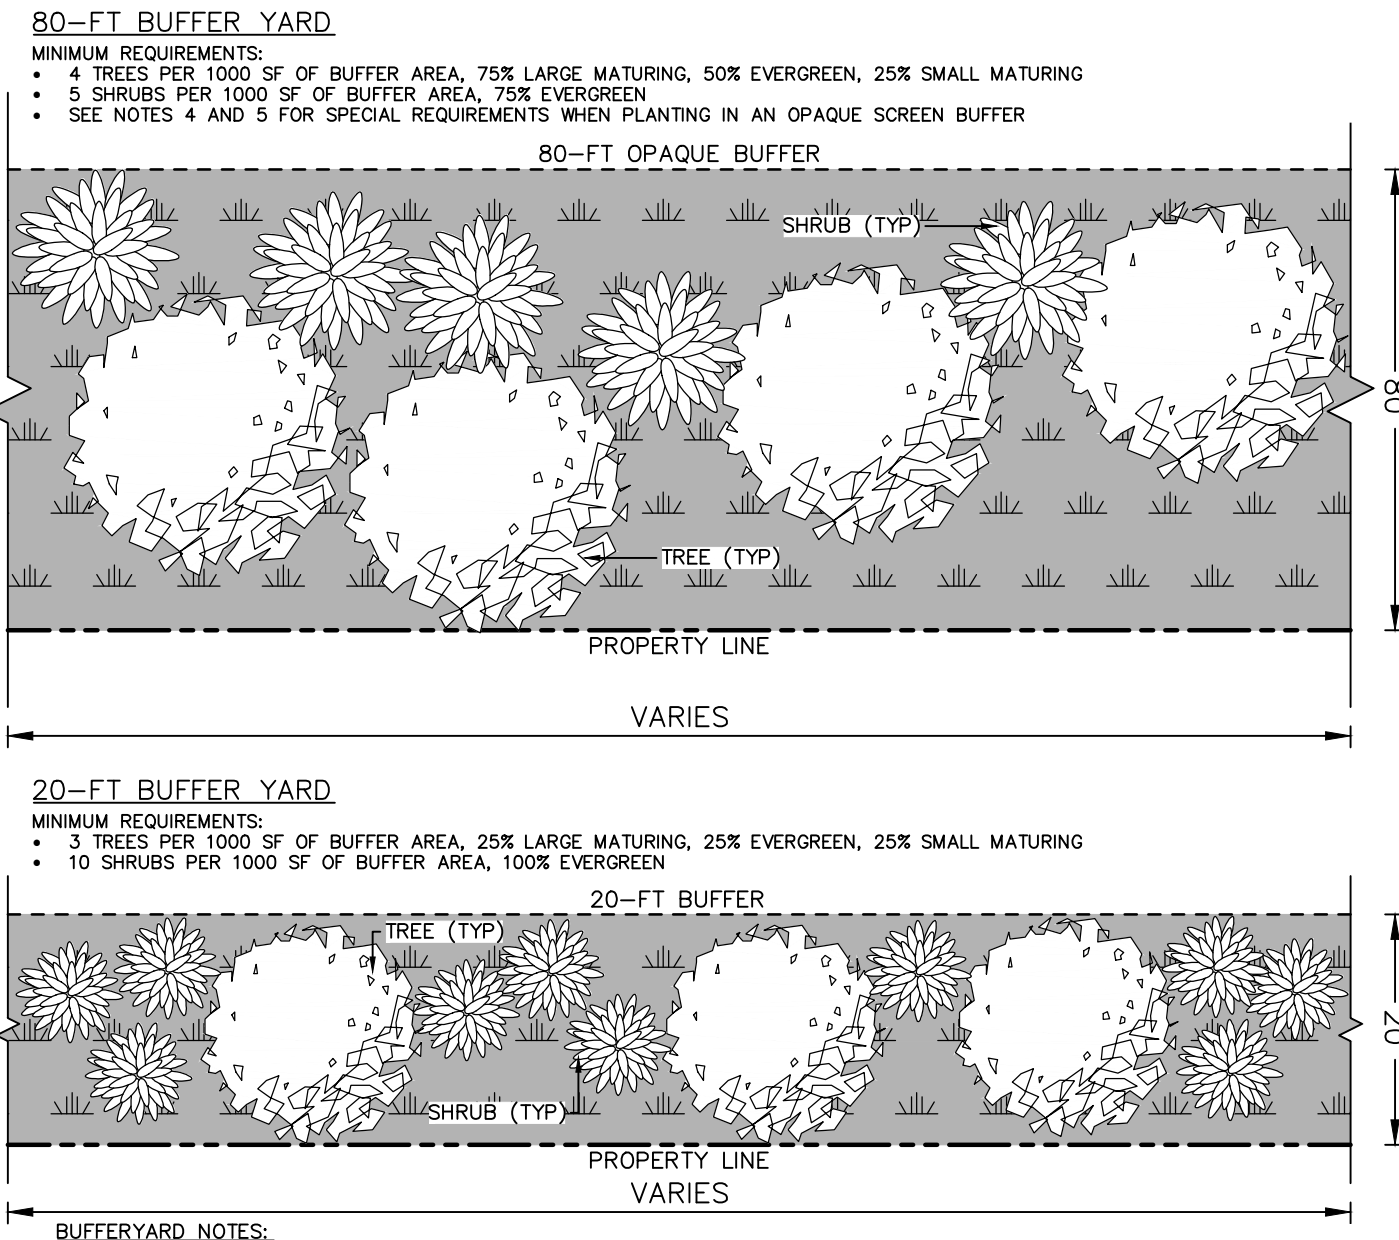 80-FT BUFFER YARD
MINIMUM REQUIREMENTS:
• 4 TREES PER 1000 SF OF BUFFER AREA, 75% LARGE MATURING, 50% EVERGREEN, 25% SMALL MATURING
• 5 SHRUBS PER 1000 SF OF BUFFER AREA, 75% EVERGREEN
• SEE NOTES 4 AND 5 FOR SPECIAL REQUIREMENTS WHEN PLANTING IN AN OPAQUE SCREEN BUFFER
80-FT OPAQUE BUFFER
SHRUB (TYP)
80
TREE (TYP)
PROPERTY LINE
VARIES
20-FT BUFFER YARD
MINIMUM REQUIREMENTS:
• 3 TREES PER 1000 SF OF BUFFER AREA, 25% LARGE MATURING, 25% EVERGREEN, 25% SMALL MATURING
• 10 SHRUBS PER 1000 SF OF BUFFER AREA, 100% EVERGREEN
20-FT BUFFER
TREE (TYP)
20
SHRUB (TYP)
PROPERTY LINE
VARIES
BUFFERYARD NOTES: